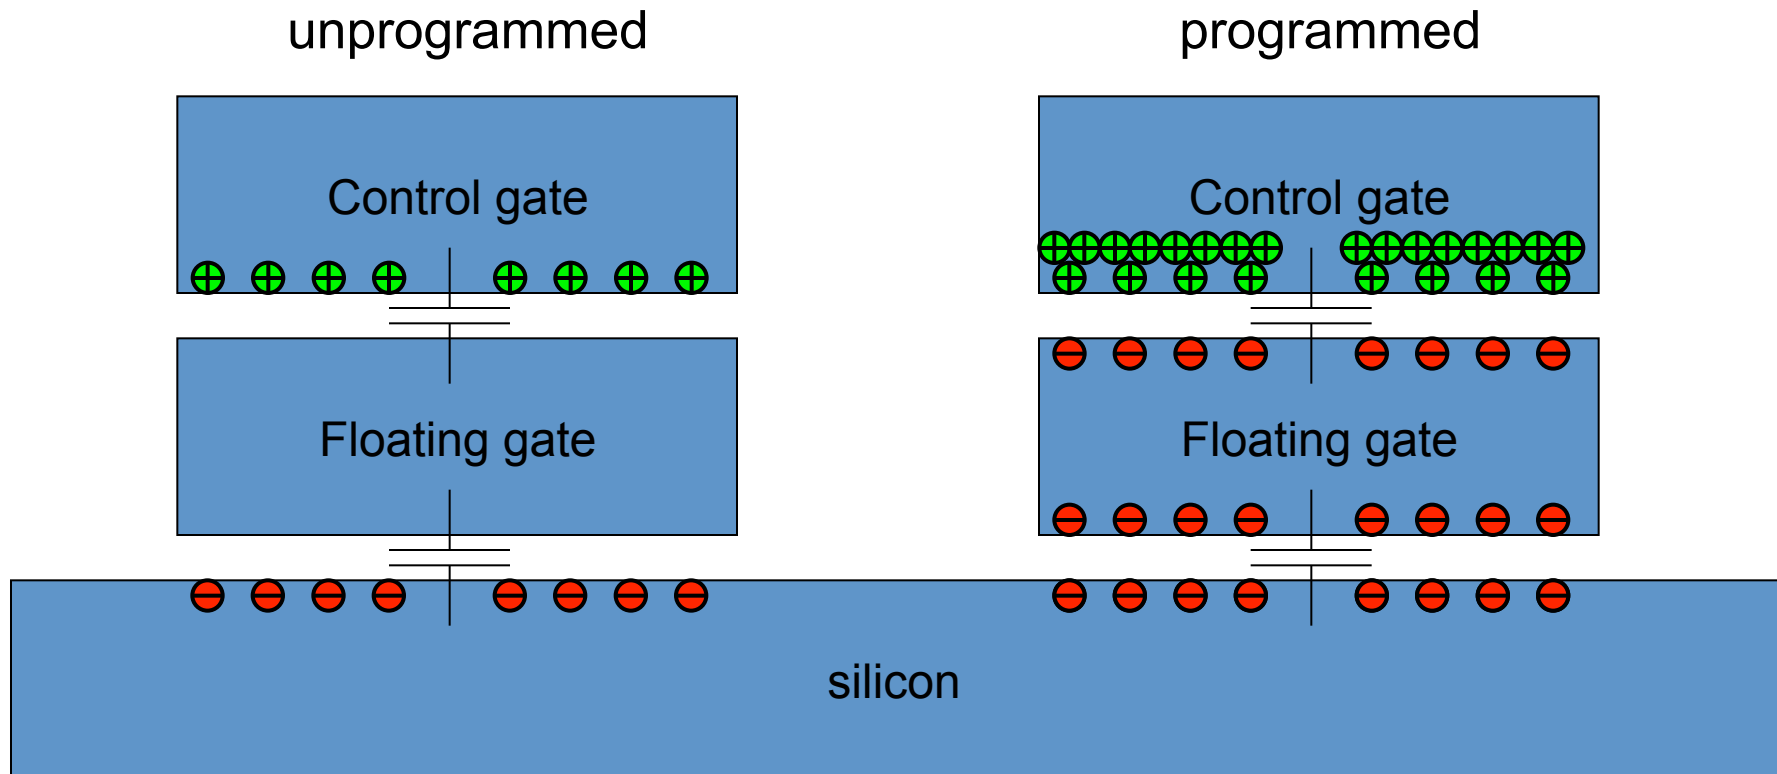 unprogrammed
programmed
Control gate
Control gate
Floating gate
Floating gate
silicon